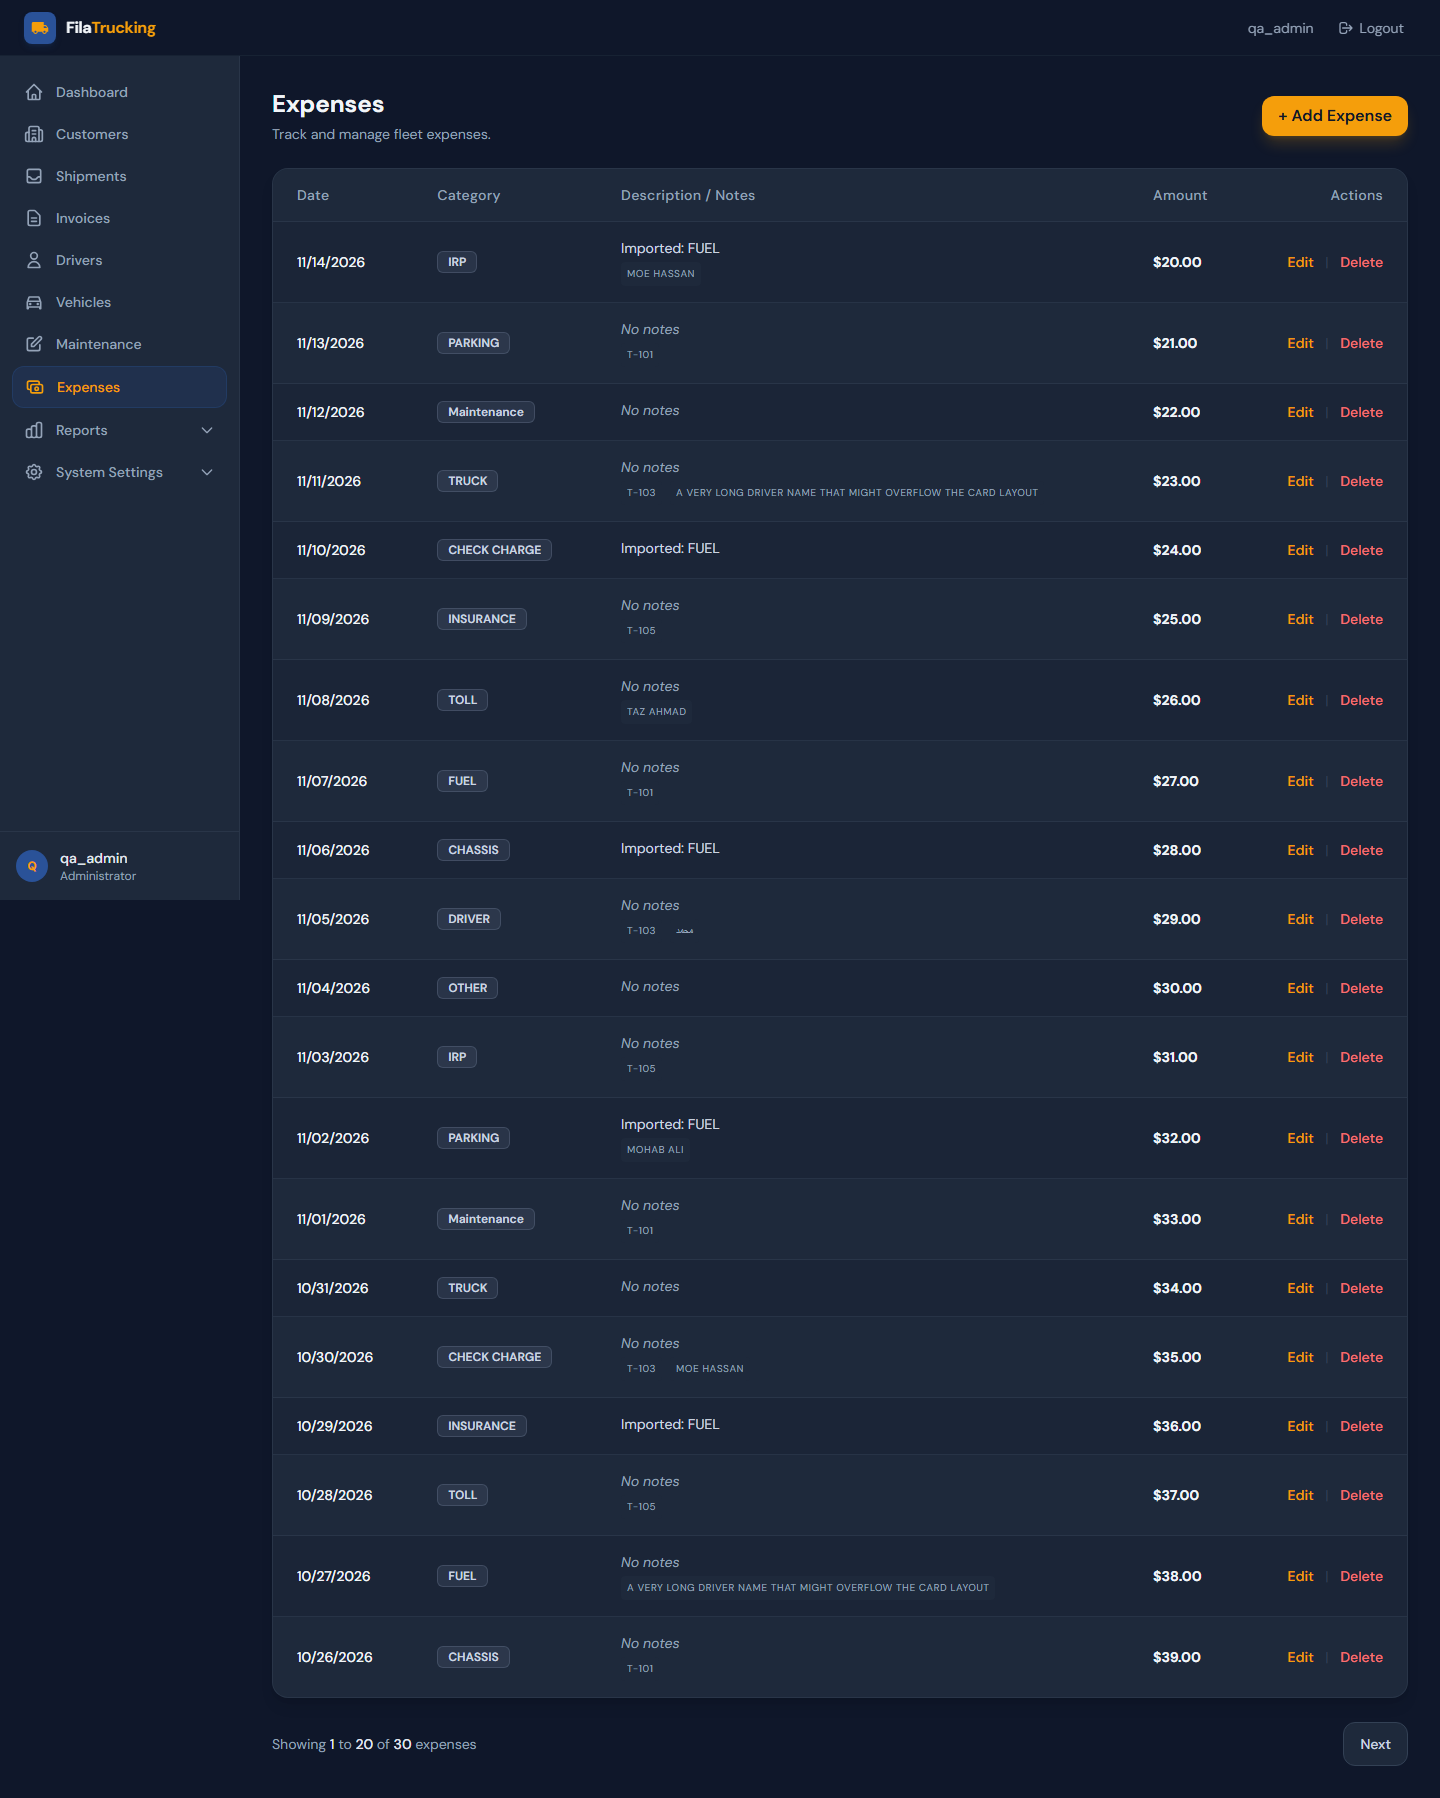 FilaTrucking
qa_admin
Logout
Dashboard
Customers
Shipments
Invoices
Drivers
Vehicles
Maintenance
Expenses
Reports
System Settings
qa_admin
Administrator
Expenses
Track and manage fleet expenses.
+ Add Expense
Date Category Description / Notes Amount Actions
11/14/2026 IRP Imported: FUEL $20.00 Edit | Delete
MOE HASSAN
11/13/2026 PARKING No notes $21.00 Edit | Delete
T-101
11/12/2026 Maintenance No notes $22.00 Edit | Delete
11/11/2026 TRUCK No notes $23.00 Edit | Delete
T-103 A VERY LONG DRIVER NAME THAT MIGHT OVERFLOW THE CARD LAYOUT
11/10/2026 CHECK CHARGE Imported: FUEL $24.00 Edit | Delete
11/09/2026 INSURANCE No notes $25.00 Edit | Delete
T-105
11/08/2026 TOLL No notes $26.00 Edit | Delete
TAZ AHMAD
11/07/2026 FUEL No notes $27.00 Edit | Delete
T-101
11/06/2026 CHASSIS Imported: FUEL $28.00 Edit | Delete
11/05/2026 DRIVER No notes $29.00 Edit | Delete
T-103 محمد
11/04/2026 OTHER No notes $30.00 Edit | Delete
11/03/2026 IRP No notes $31.00 Edit | Delete
T-105
11/02/2026 PARKING Imported: FUEL $32.00 Edit | Delete
MOHAB ALI
11/01/2026 Maintenance No notes $33.00 Edit | Delete
T-101
10/31/2026 TRUCK No notes $34.00 Edit | Delete
10/30/2026 CHECK CHARGE No notes $35.00 Edit | Delete
T-103 MOE HASSAN
10/29/2026 INSURANCE Imported: FUEL $36.00 Edit | Delete
10/28/2026 TOLL No notes $37.00 Edit | Delete
T-105
10/27/2026 FUEL No notes $38.00 Edit | Delete
A VERY LONG DRIVER NAME THAT MIGHT OVERFLOW THE CARD LAYOUT
10/26/2026 CHASSIS No notes $39.00 Edit | Delete
T-101
Showing 1 to 20 of 30 expenses
Next